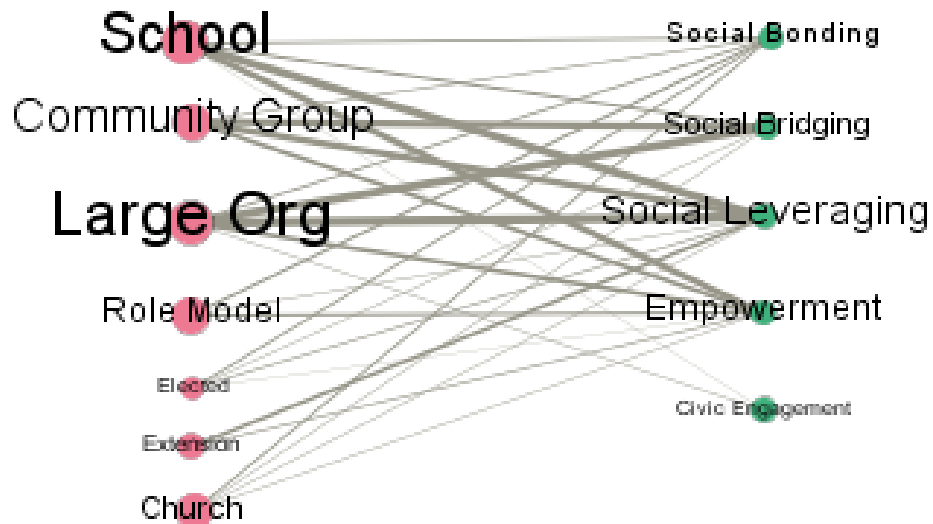 School
Community Group
Large Org
Role Model
Elected
Extension
Church
Social Bonding
Social Bridging
Social Leveraging
Empowerment
Civic Engagement